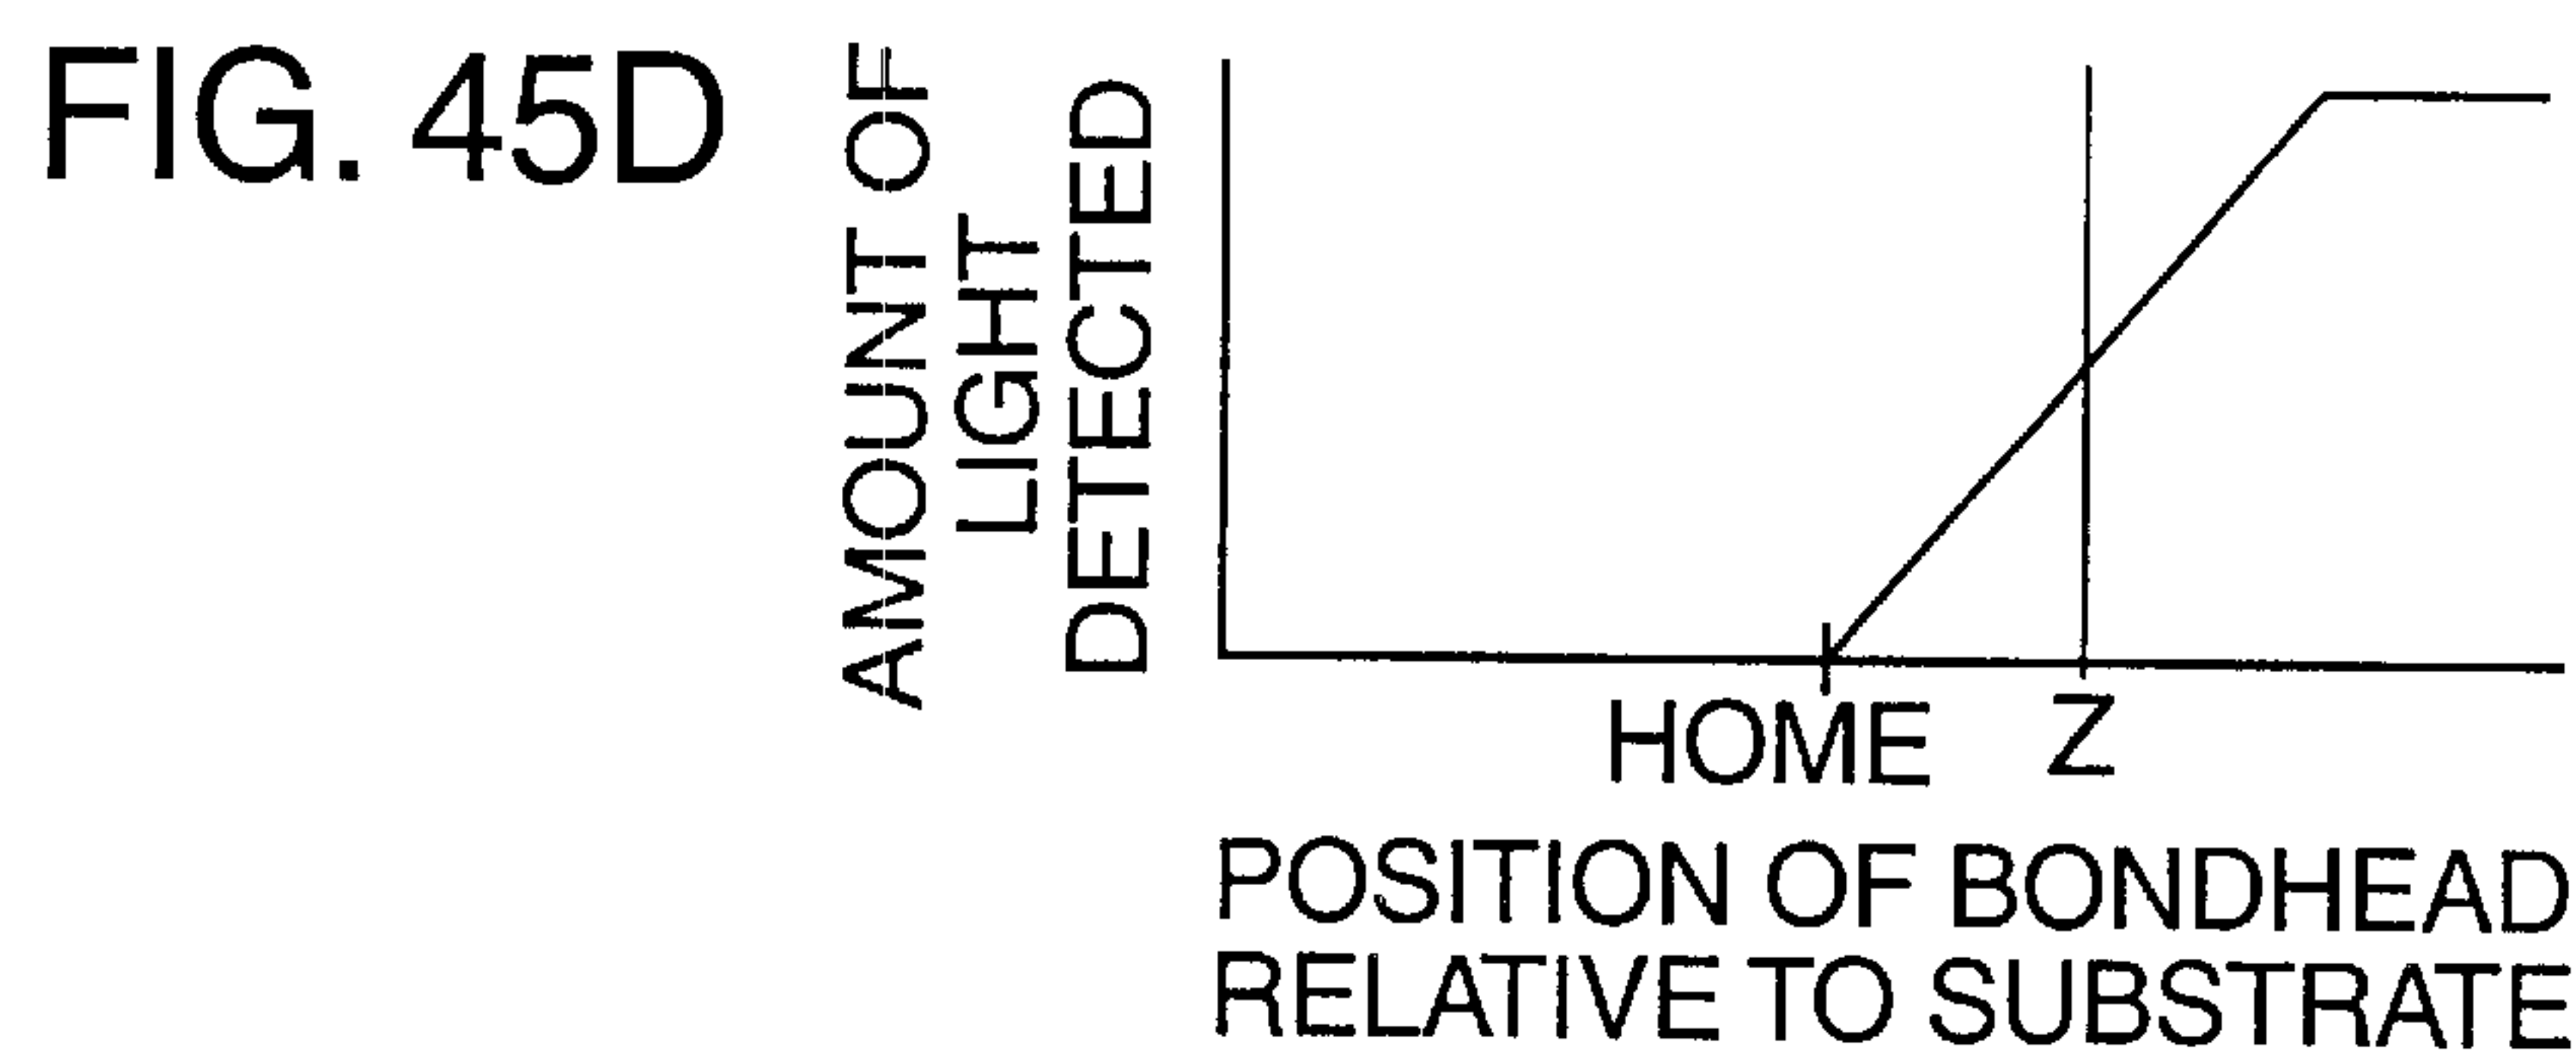 FIG. 45D
AMOUNT OF
LIGHT
DETECTED
HOME Z
POSITION OF BONDHEAD
RELATIVE TO SUBSTRATE